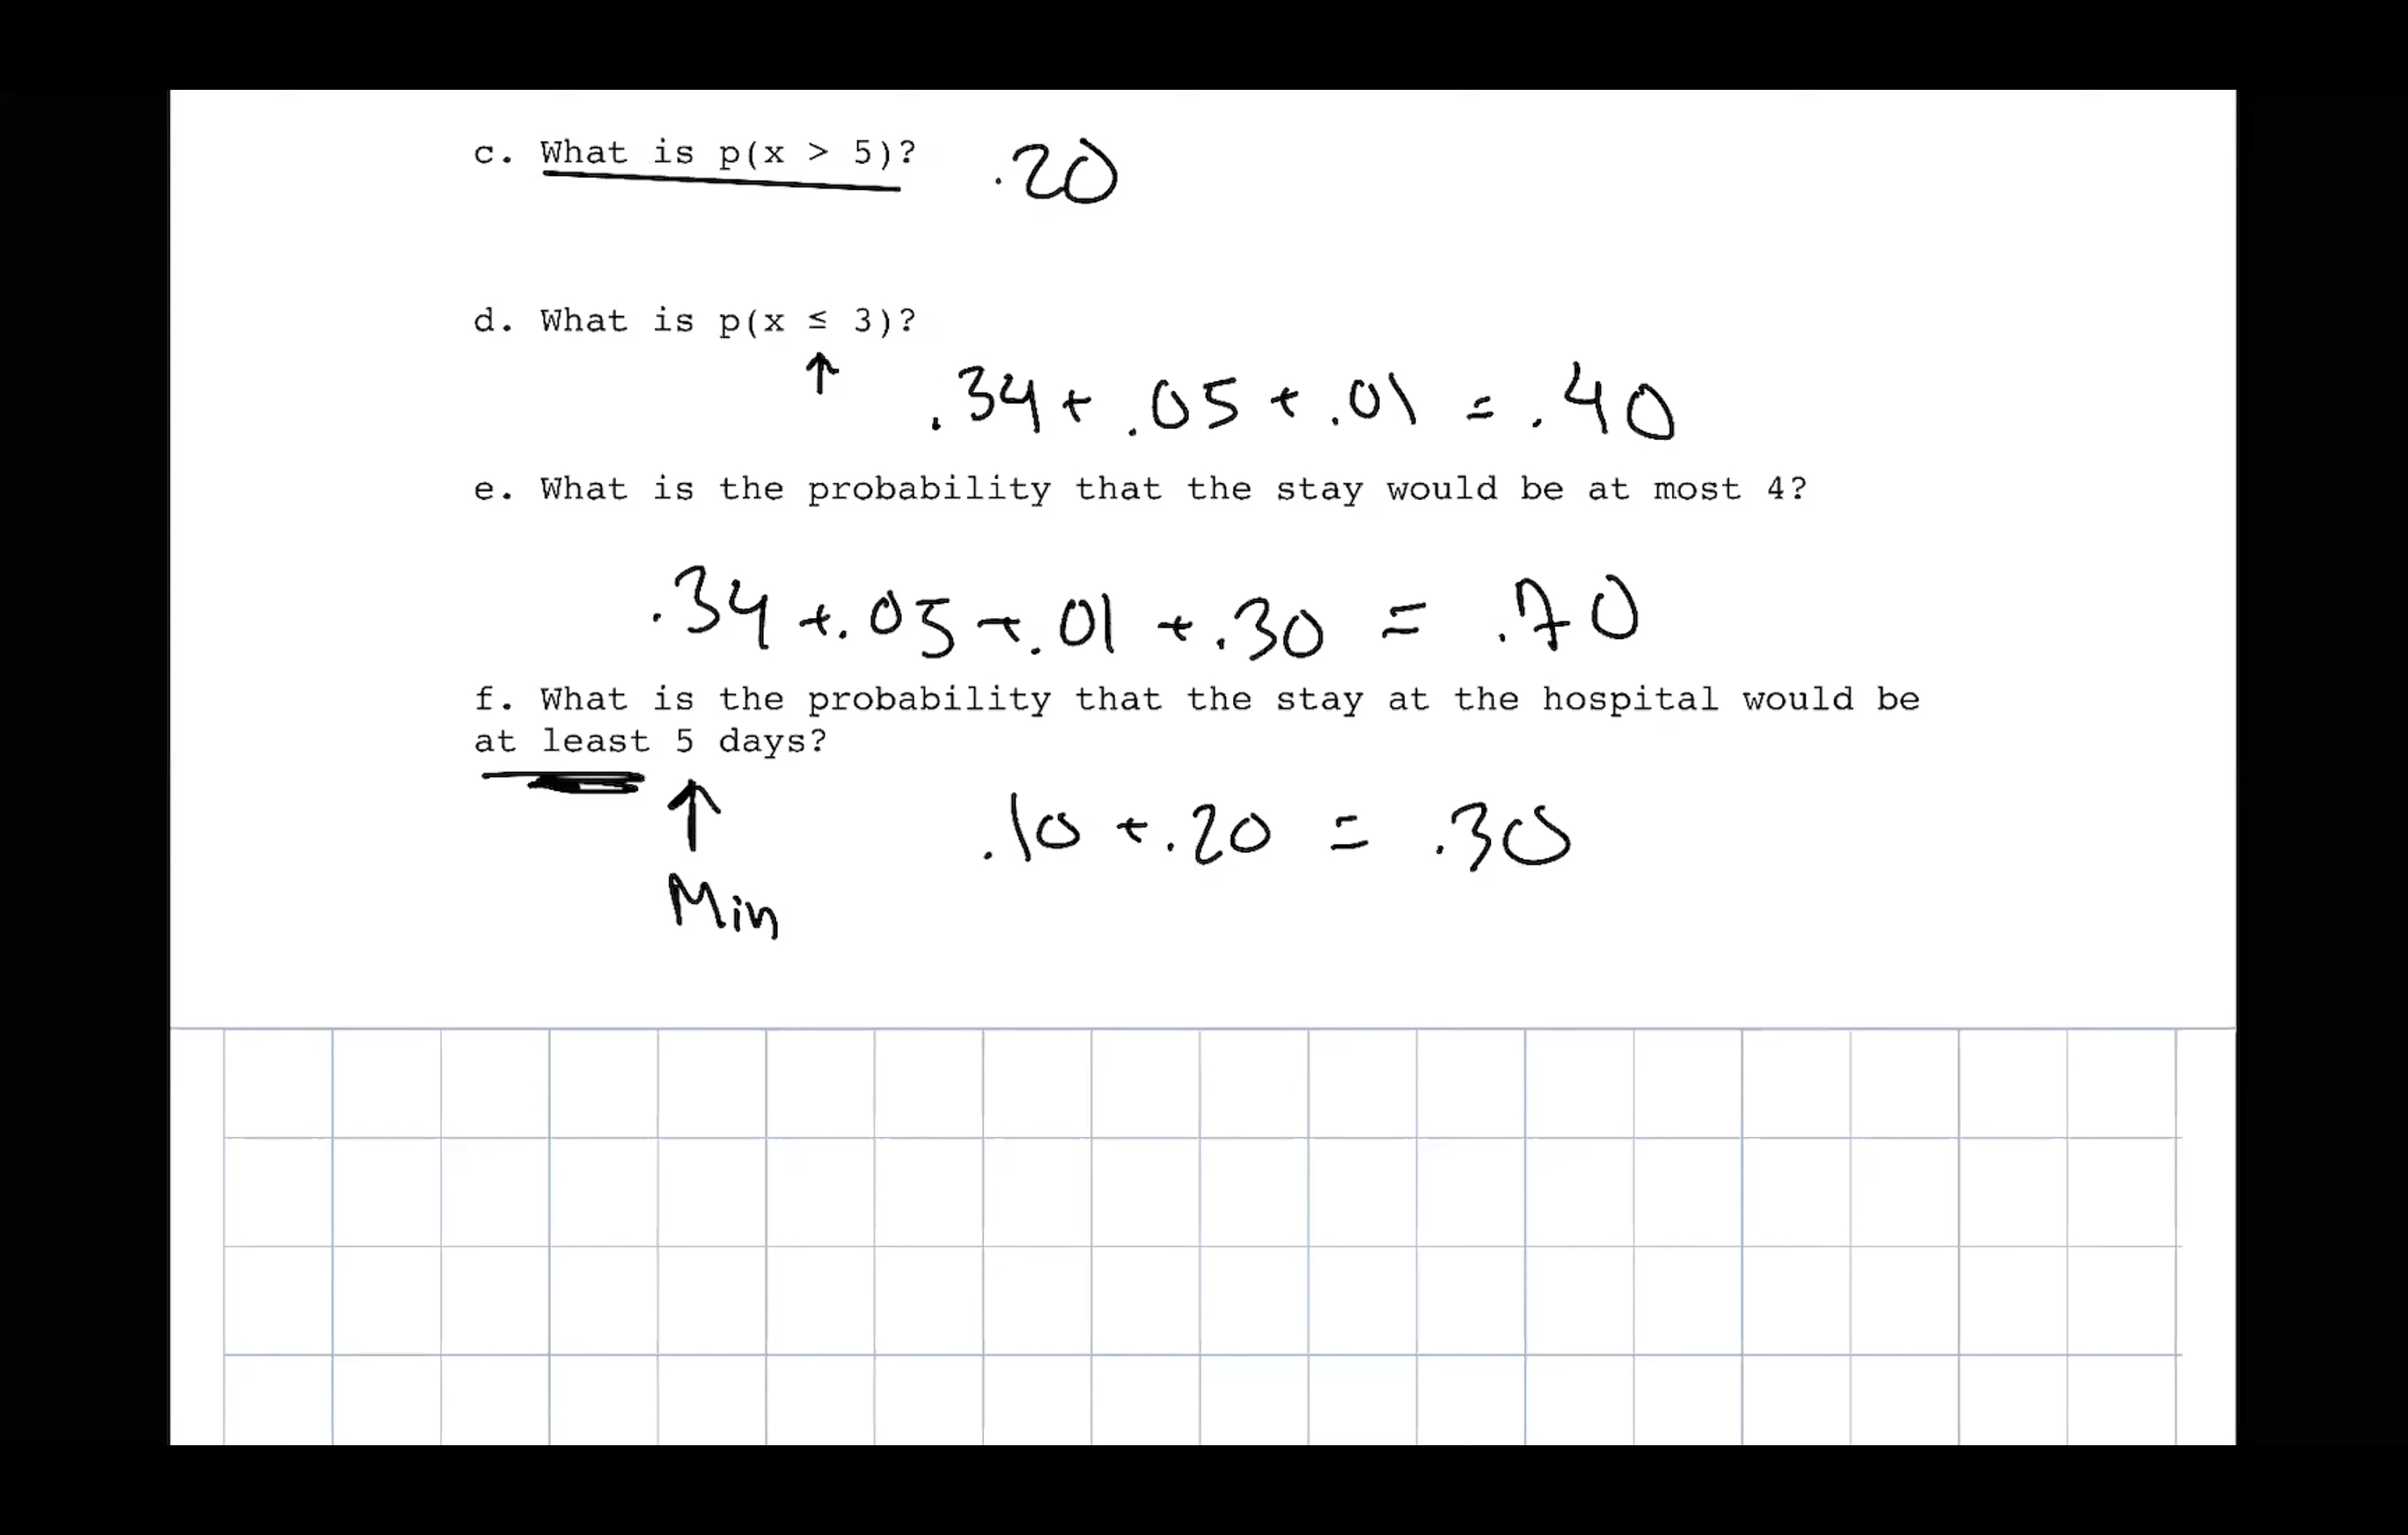 c. What is p(x > 5)? .20
d. What is p(x ≤ 3)?
↑
.34 + .05 + .01 = .40
e. What is the probability that the stay would be at most 4?
.34 + .05 + .01 + .30 = .70
f. What is the probability that the stay at the hospital would be
at least 5 days?
↑
.10 + .20 = .30
Min